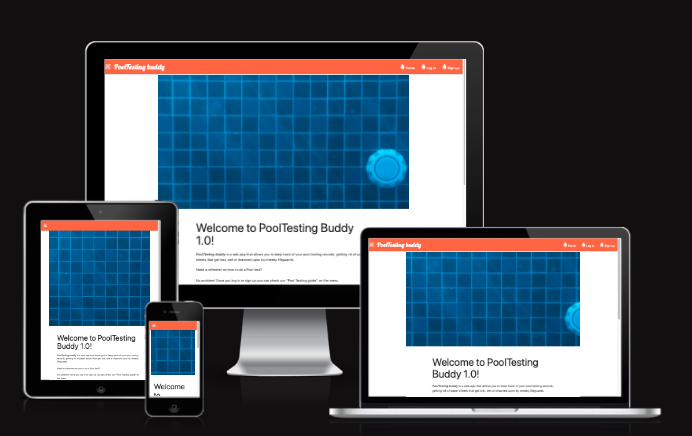 PoolTesting buddy
Home Log in Sign up
Welcome to PoolTesting Buddy
1.0!
PoolTesting buddy is a web app that allows you to keep track of your pool testing records, getting rid of
sheets that get lost, wet or drawned upon by cheeky lifeguards.
Need a refresher on how to do a Pool test?
No problem! Once you log in or sign up you can check our "Pool Testing guide" on the menu.
Welcome to PoolTesting
Buddy 1.0!
Welcome
to
PoolTesting buddy
Home Log in Sign up
Welcome to PoolTesting
Buddy 1.0!
PoolTesting buddy is a web app that allows you to keep track of your pool testing records,
getting rid of paper sheets that get lost, wet or drawned upon by cheeky lifeguards.